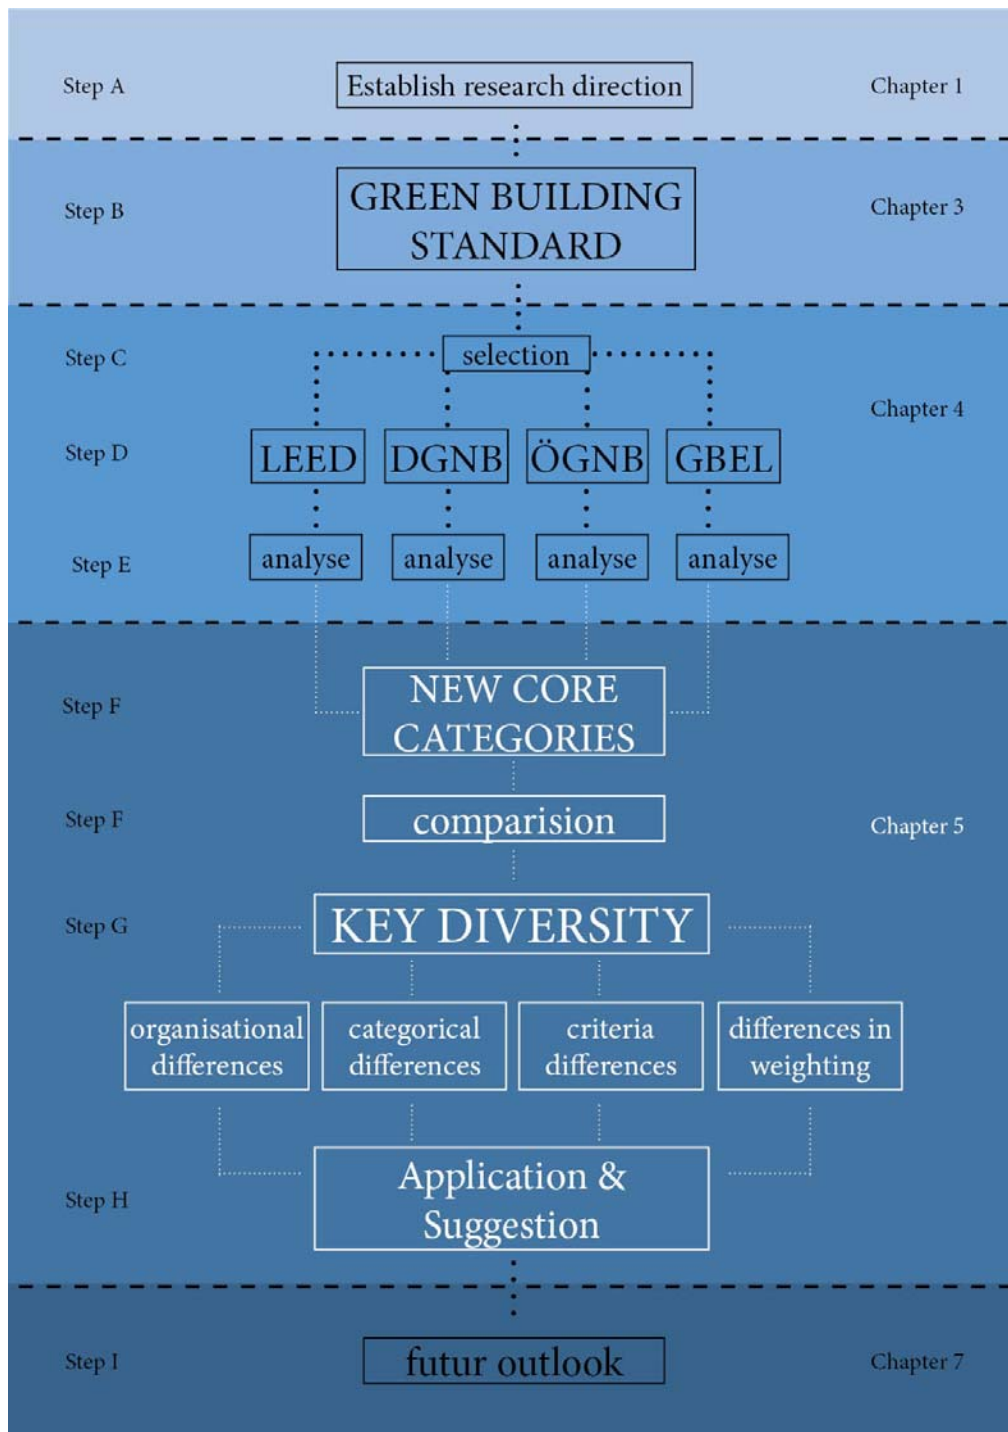 Step A
Establish research direction
Chapter 1
Step B
GREEN BUILDING
STANDARD
Chapter 3
Step C
selection
Chapter 4
Step D
LEED
DGNB
ÖGNB
GBEL
Step E
analyse
analyse
analyse
analyse
Step F
NEW CORE
CATEGORIES
Step F
comparision
Chapter 5
Step G
KEY DIVERSITY
organisational
differences
categorical
differences
criteria
differences
differences in
weighting
Step H
Application &
Suggestion
Step I
futur outlook
Chapter 7